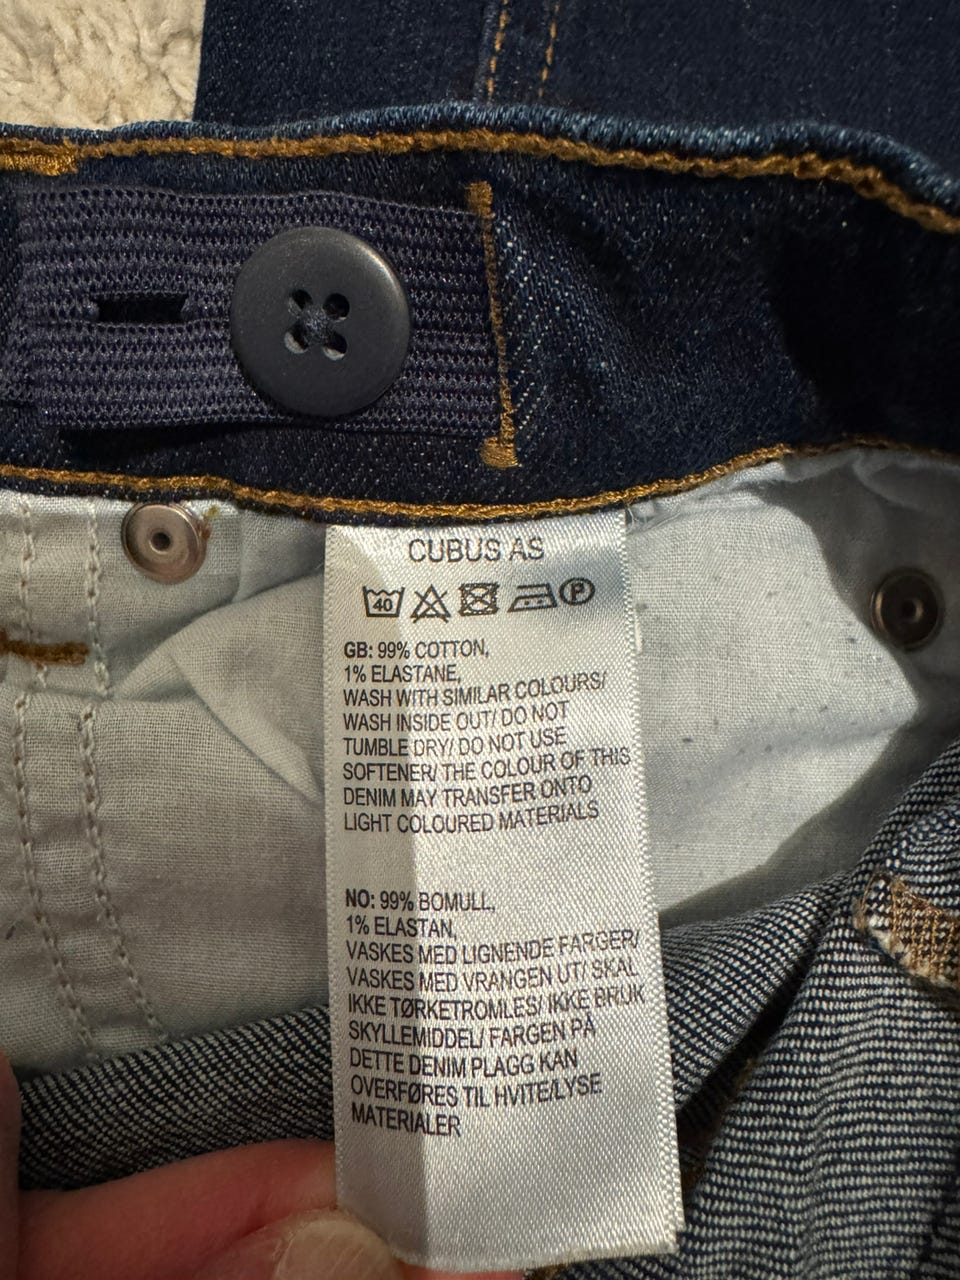 CUBUS AS
40 P
GB: 99% COTTON,
1% ELASTANE,
WASH WITH SIMILAR COLOURS/
WASH INSIDE OUT/ DO NOT
TUMBLE DRY/ DO NOT USE
SOFTENER/ THE COLOUR OF THIS
DENIM MAY TRANSFER ONTO
LIGHT COLOURED MATERIALS
NO: 99% BOMULL,
1% ELASTAN,
VASKES MED LIGNENDE FARGER/
VASKES MED VRANGEN UT/ SKAL
IKKE TØRKETROMLES/ IKKE BRUK
SKYLLEMIDDEL/ FARGEN PÅ
DETTE DENIM PLAGG KAN
OVERFØRES TIL HVITE/LYSE
MATERIALER